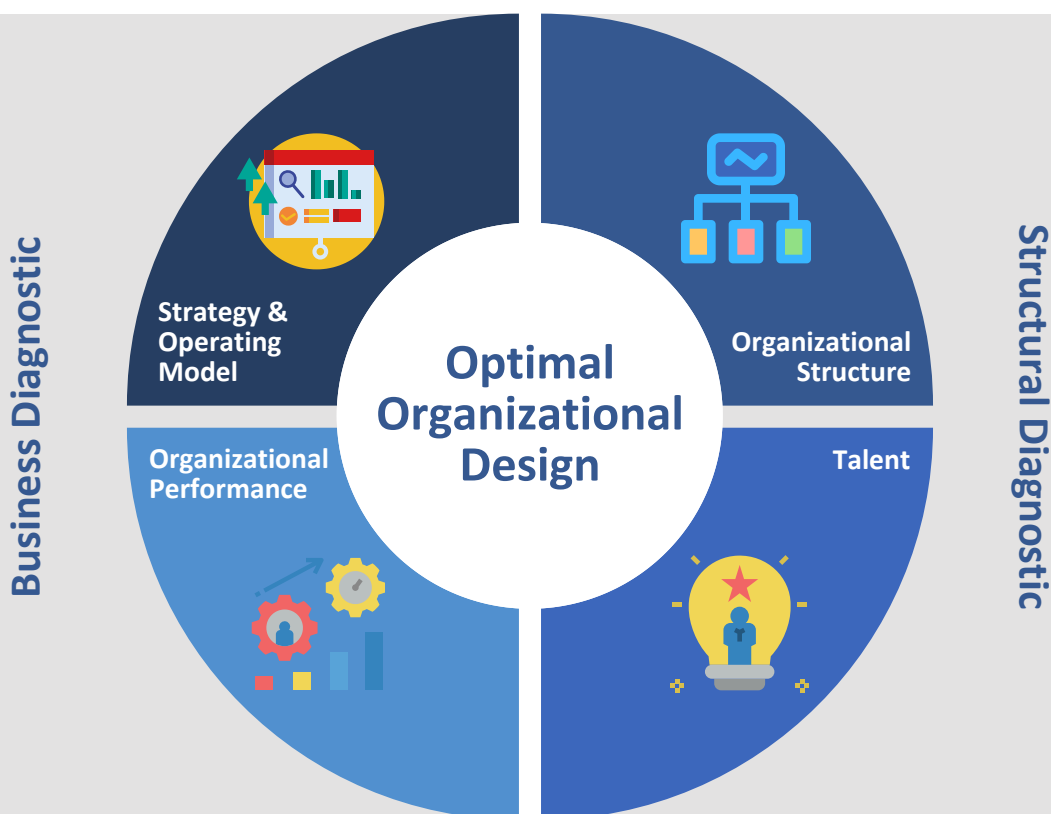 Business Diagnostic
Strategy &
Operating
Model
Organizational
Performance
Optimal
Organizational
Design
Organizational
Structure
Talent
Structural Diagnostic